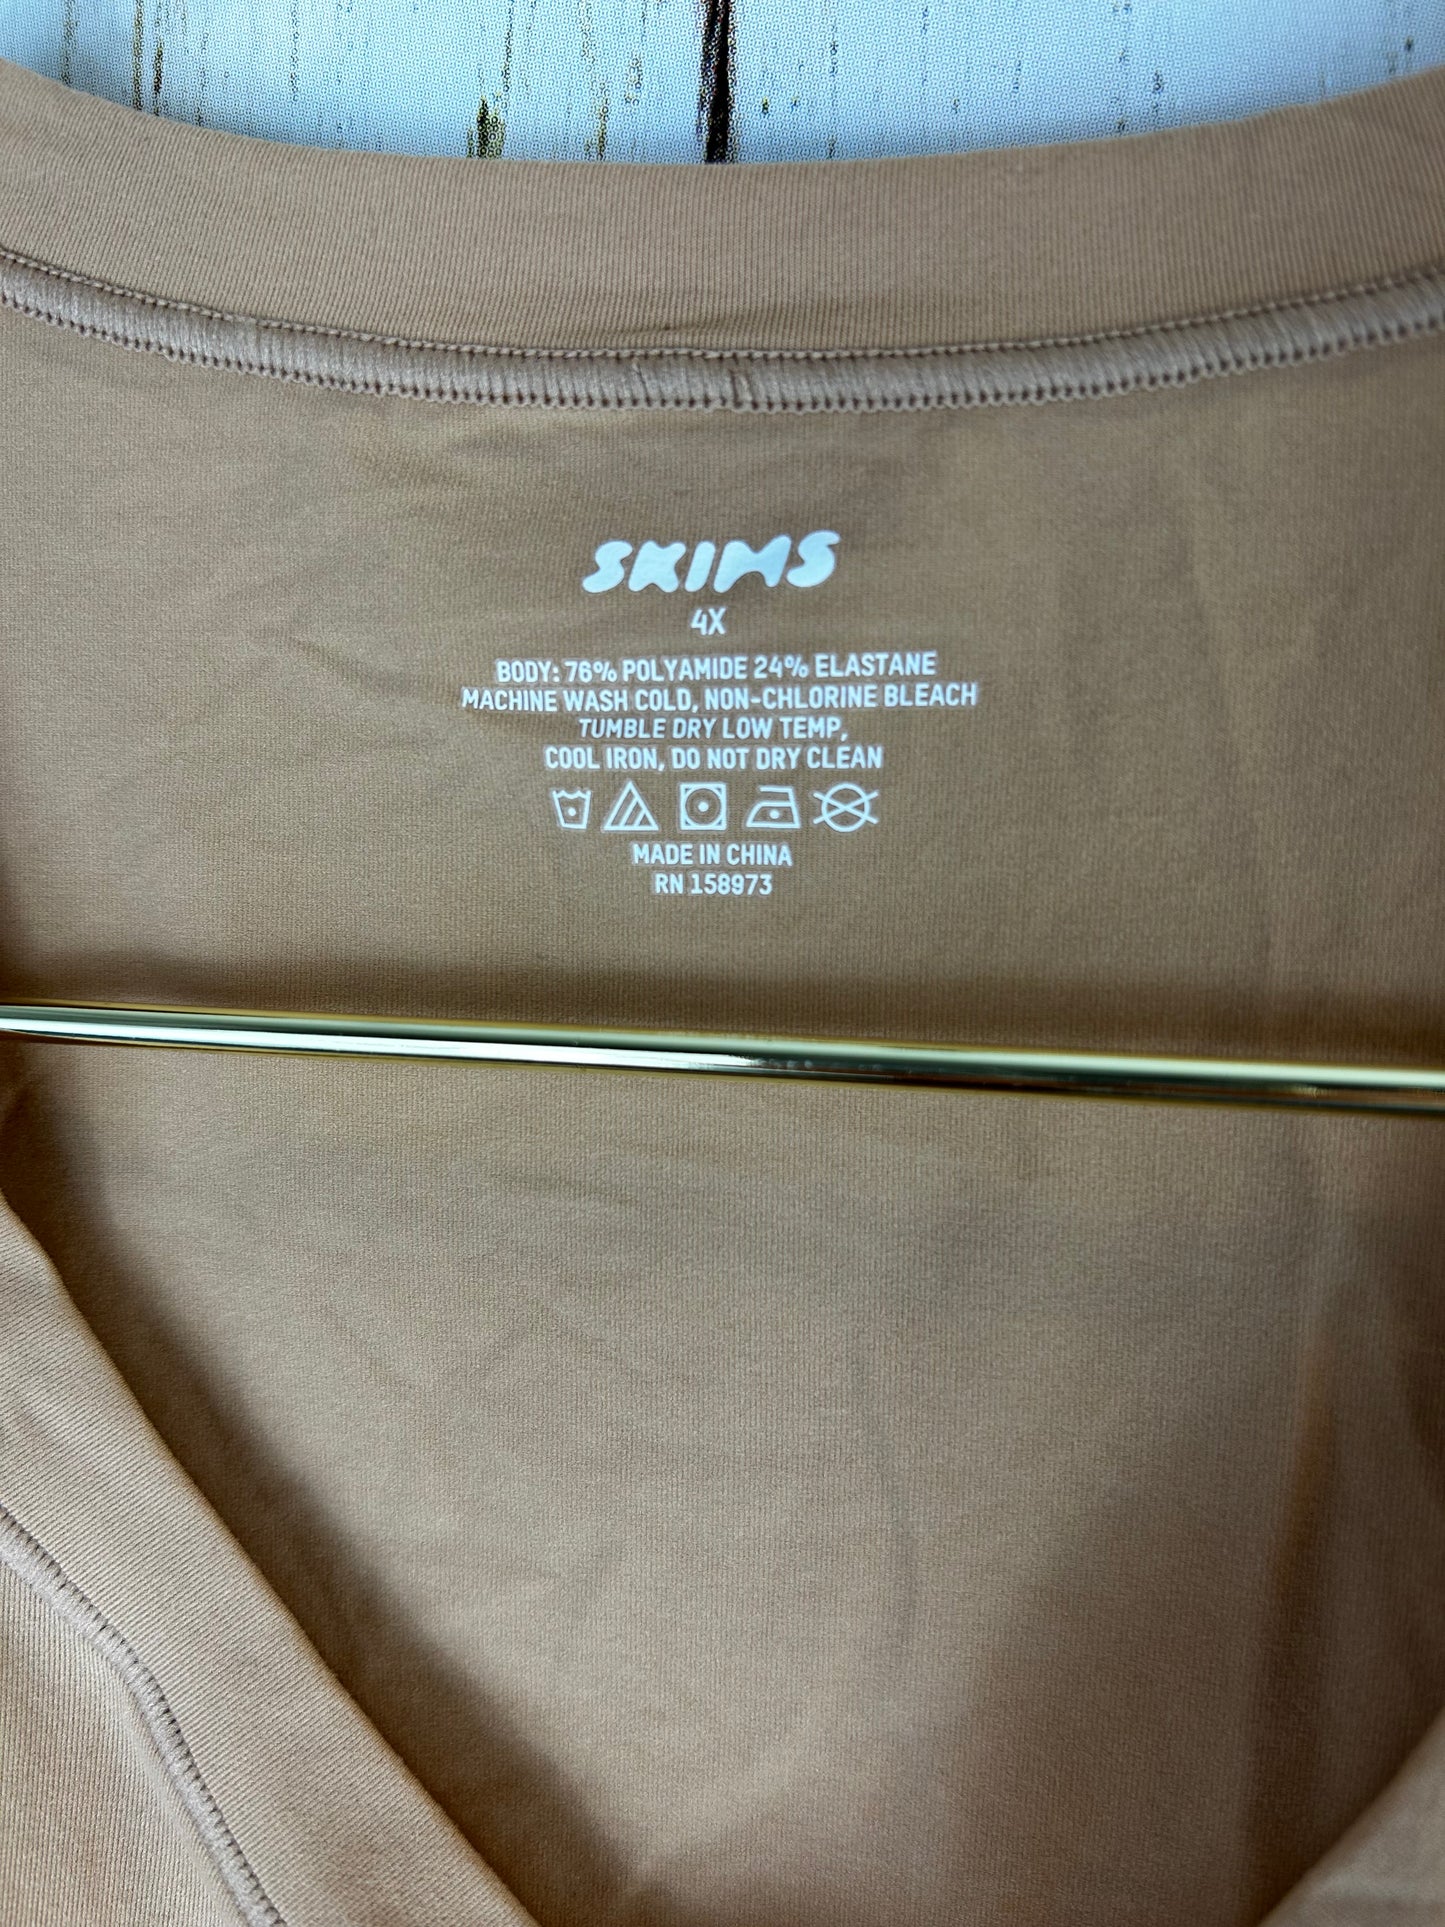 SKIMS
4X
BODY: 76% POLYAMIDE 24% ELASTANE
MACHINE WASH COLD, NON-CHLORINE BLEACH
TUMBLE DRY LOW TEMP,
COOL IRON, DO NOT DRY CLEAN
MADE IN CHINA
RN 158973